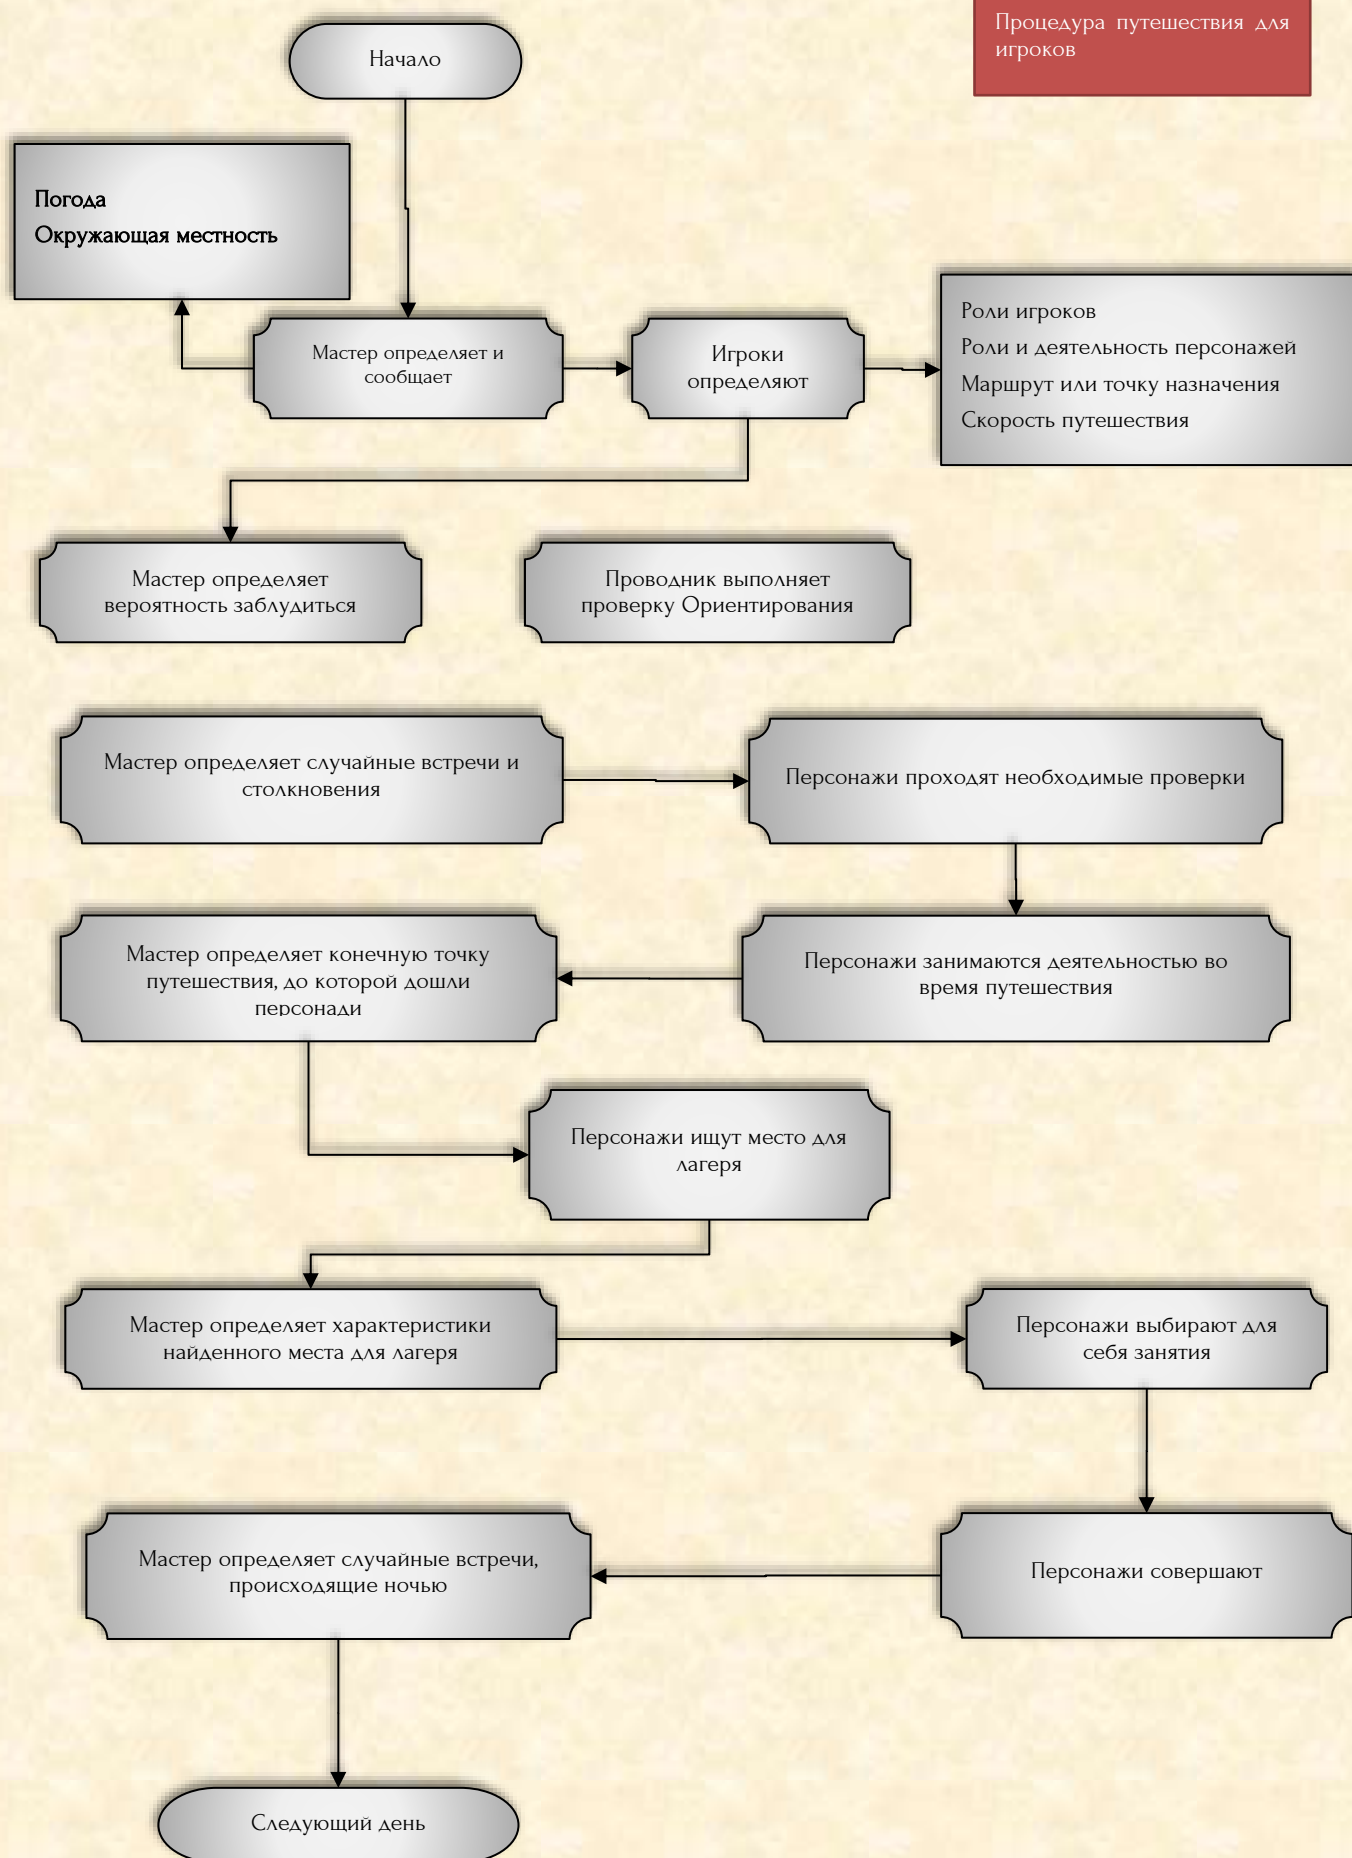 Процедура путешествия для
игроков
Начало
Погода
Окружающая местность
Мастер определяет и
сообщает
Игроки
определяют
Роли игроков
Роли и деятельность персонажей
Маршрут или точку назначения
Скорость путешествия
Мастер определяет
вероятность заблудиться
Проводник выполняет
проверку Ориентирования
Мастер определяет случайные встречи и
столкновения
Персонажи проходят необходимые проверки
Мастер определяет конечную точку
путешествия, до которой дошли
персонади
Персонажи занимаются деятельностью во
время путешествия
Персонажи ищут место для
лагеря
Мастер определяет характеристики
найденного места для лагеря
Персонажи выбирают для
себя занятия
Мастер определяет случайные встречи,
происходящие ночью
Персонажи совершают
Следующий день